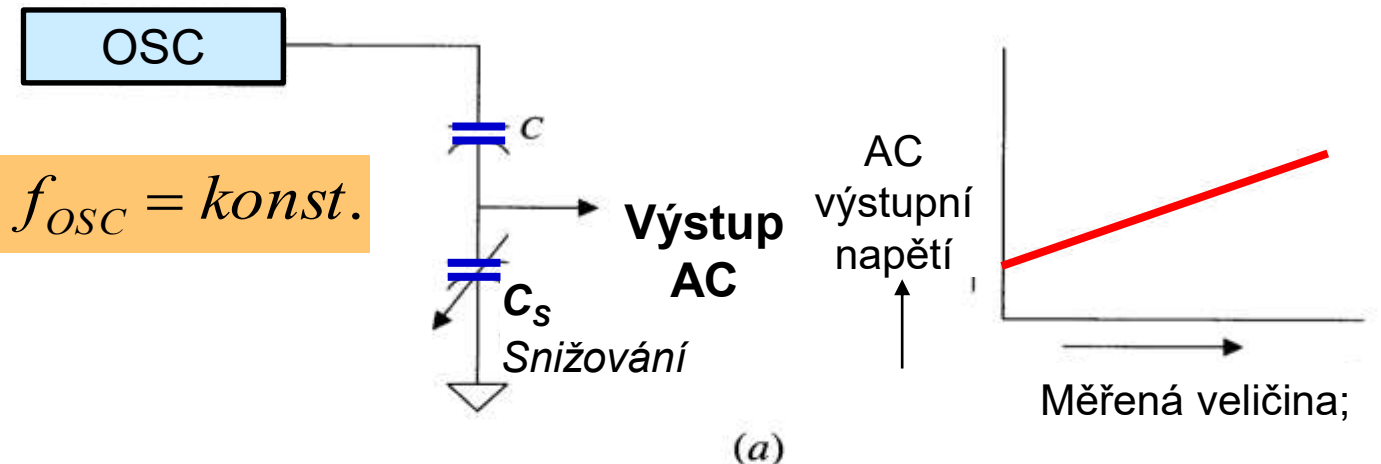 OSC
f_OSC = konst.
C
Výstup
AC
C_S
Snižování
AC
výstupní
napětí
Měřená veličina;
(a)